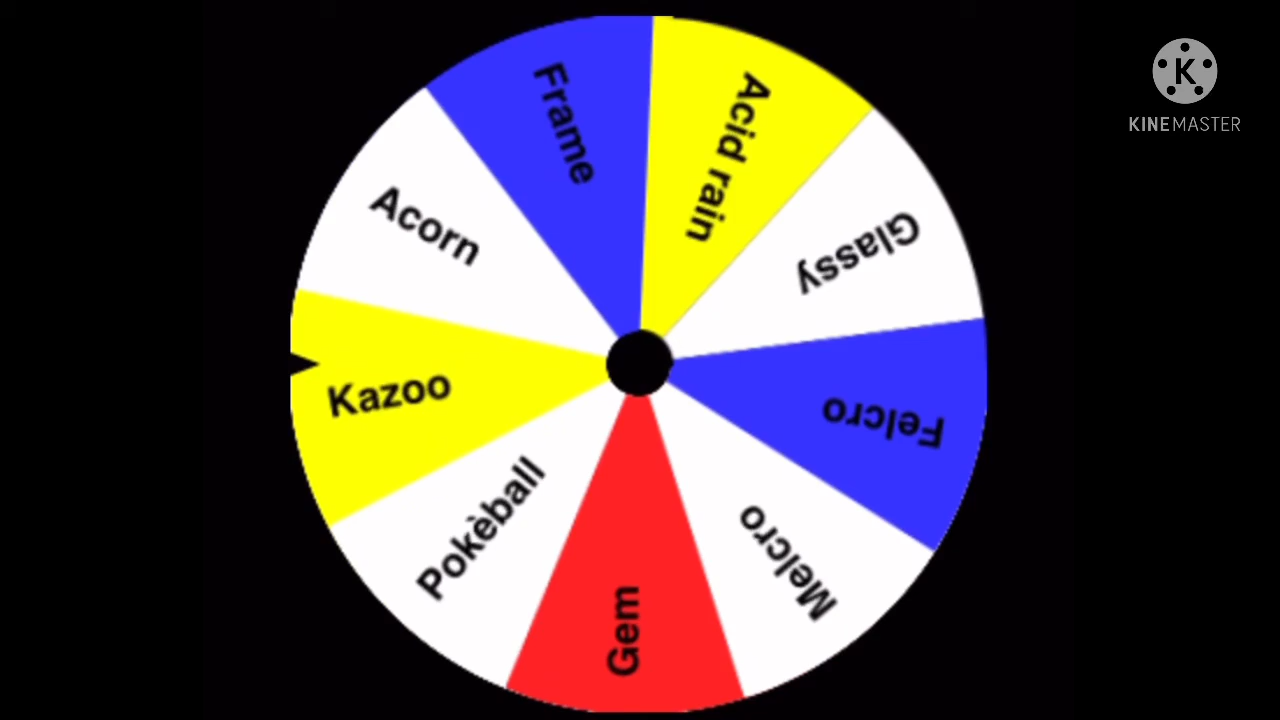 Frame
Acid rain
Glassy
Felcro
Melcro
Gem
Pokèball
Kazoo
Acorn
K
KINEMASTER